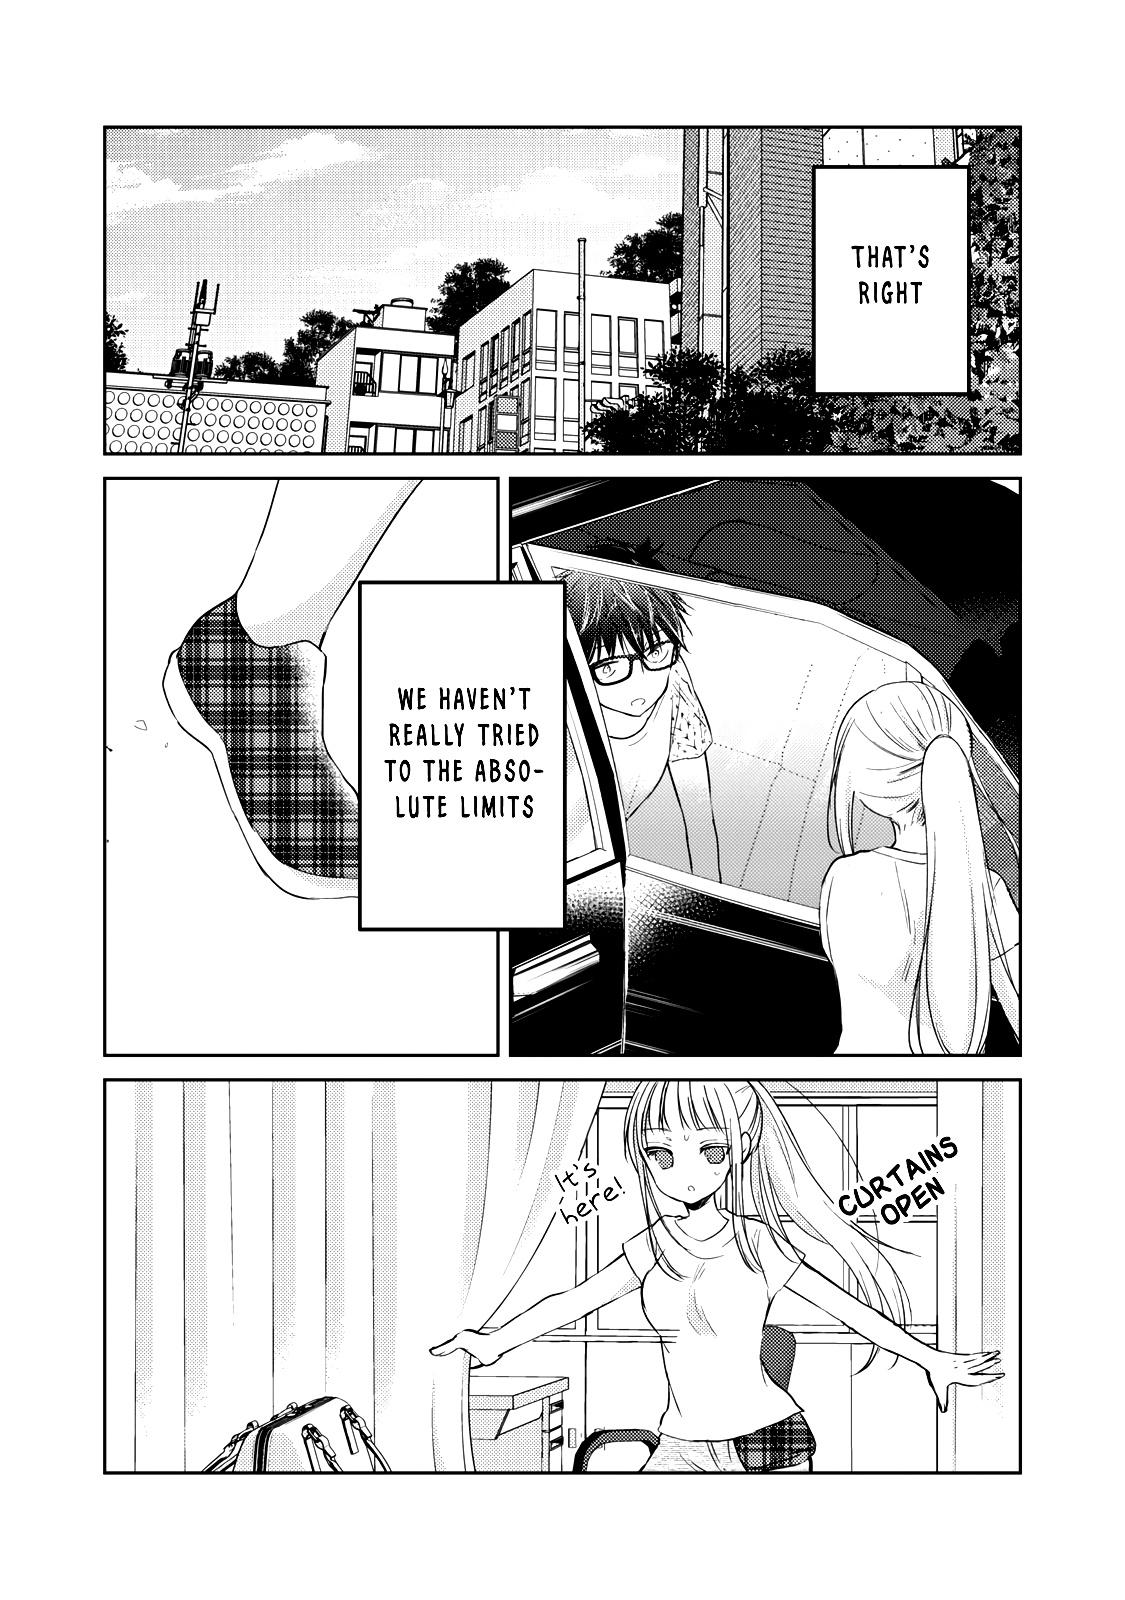 THAT'S
RIGHT
WE HAVEN'T
REALLY TRIED
TO THE ABSO-
LUTE LIMITS
It's
here!
CURTAINS
OPEN